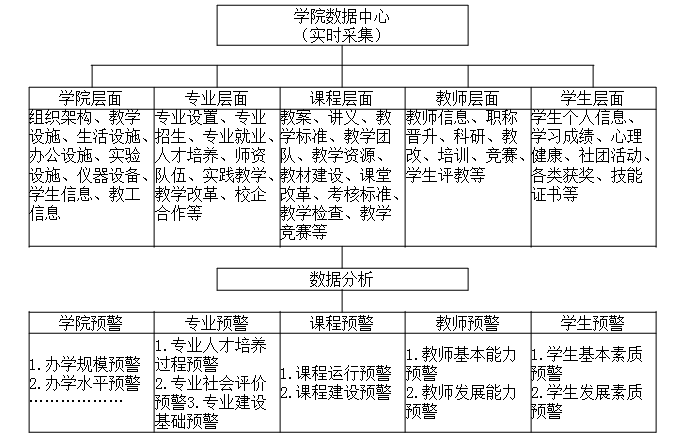 学院数据中心
（实时采集）
学院层面
组织架构、教学
设施、生活设施、
办公设施、实验
设施、仪器设备、
学生信息、教工
信息
专业层面
专业设置、专业
招生、专业就业、
人才培养、师资
队伍、实践教学、
教学改革、校企
合作等
课程层面
教案、讲义、教
学标准、教学团
队、教学资源、
教材建设、课堂
改革、考核标准、
教学检查、教学
竞赛等
教师层面
教师信息、职称
晋升、科研、教
改、培训、竞赛、
学生评教等
学生层面
学生个人信息、
学习成绩、心理
健康、社团活动、
各类获奖、技能
证书等
数据分析
学院预警
1.办学规模预警
2.办学水平预警
………………
专业预警
1.专业人才培养
过程预警
2.专业社会评价
预警3.专业建设
基础预警
课程预警
1.课程运行预警
2.课程建设预警
教师预警
1.教师基本能力
预警
2.教师发展能力
预警
学生预警
1.学生基本素质
预警
2.学生发展素质
预警